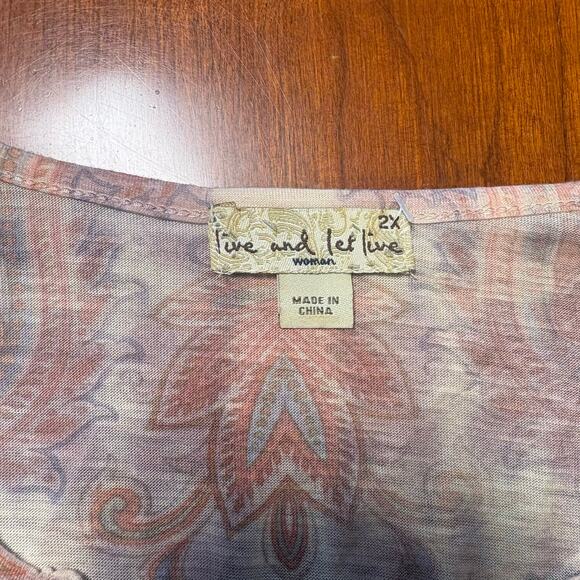 2X
live and let live
woman
MADE IN
CHINA